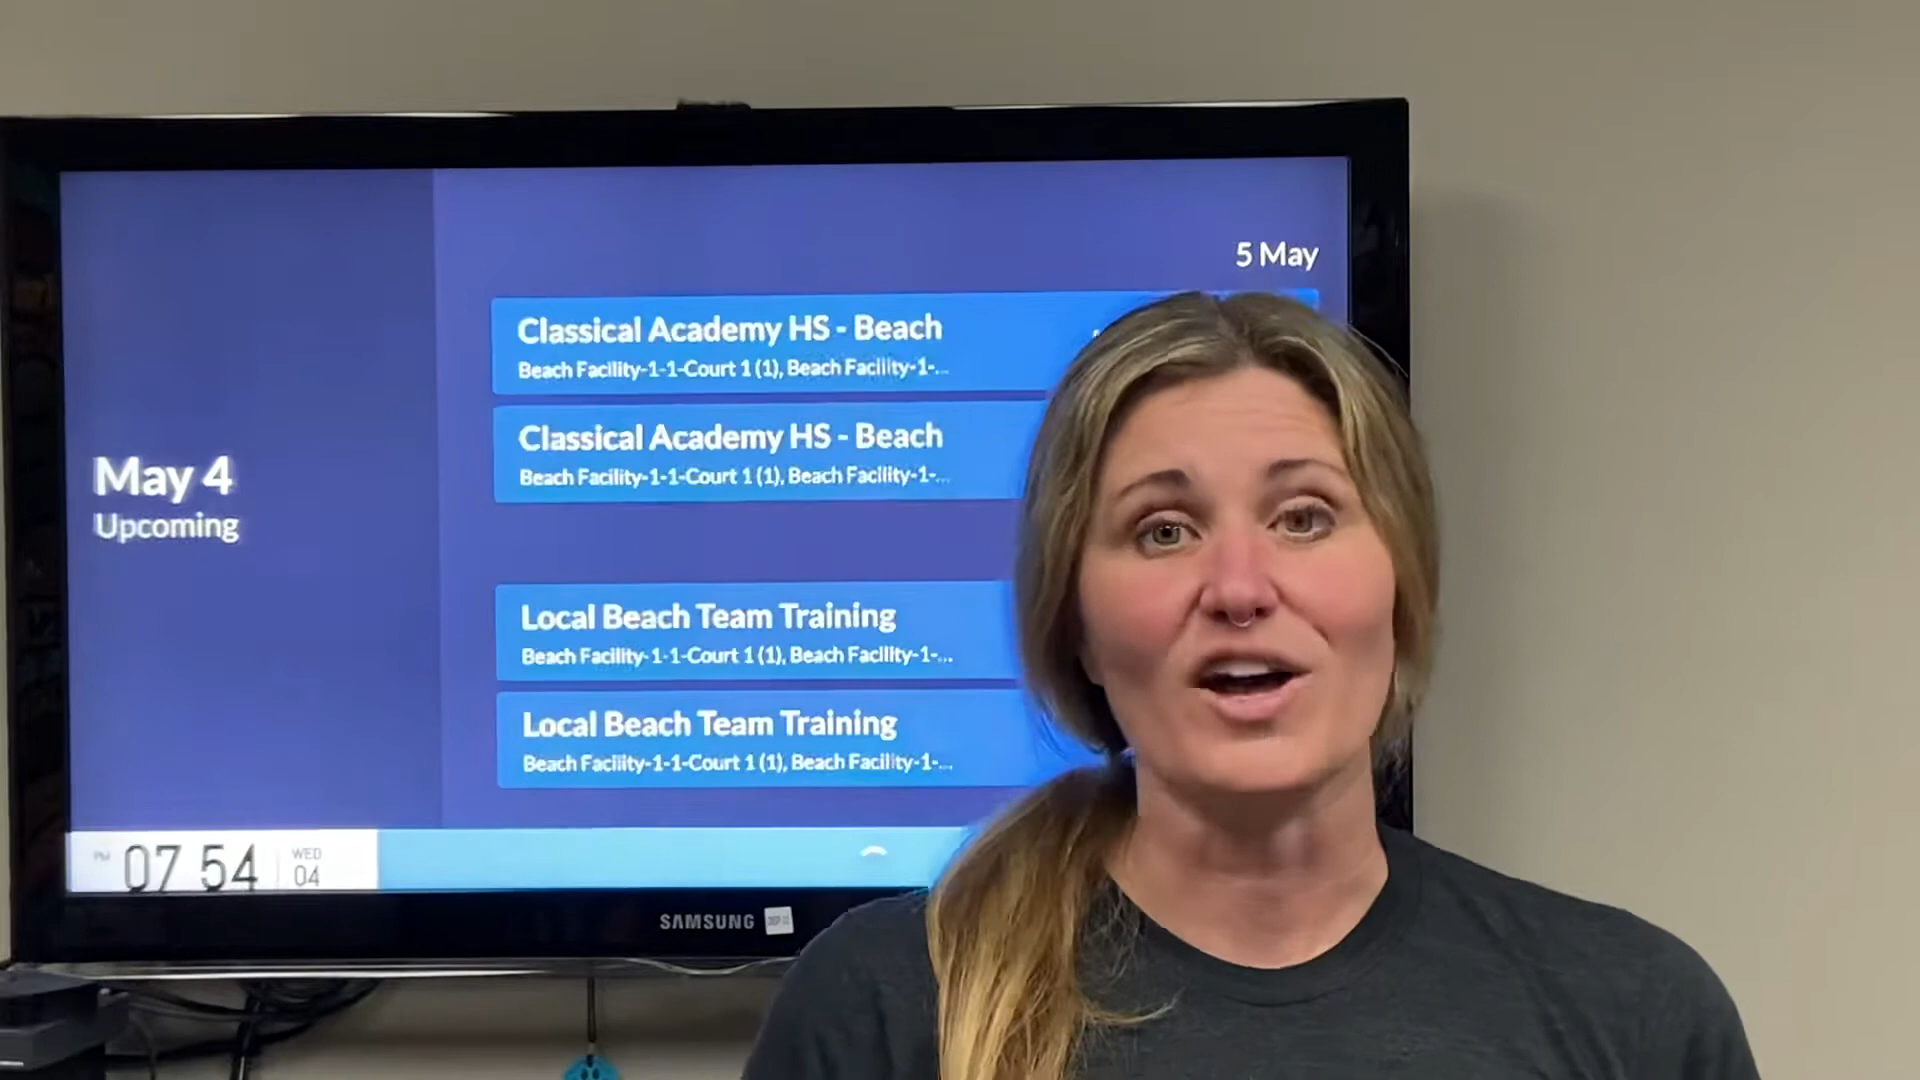 5 May
Classical Academy HS - Beach
Beach Facility-1-1-Court 1 (1), Beach Facility-1-...
Classical Academy HS - Beach
Beach Facility-1-1-Court 1 (1), Beach Facility-1-...
May 4
Upcoming
Local Beach Team Training
Beach Facility-1-1-Court 1 (1), Beach Facility-1-...
Local Beach Team Training
Beach Facility-1-1-Court 1 (1), Beach Facility-1-...
PM 07 54 WED
04
SAMSUNG